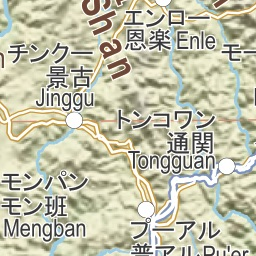 Shan
エンロー
恩楽 Enle
チンクー
景古
Jinggu
モー
トンコワン
通関
Tongguan
モンパン
モン班
Mengban
プーアル
普アル Pu'er